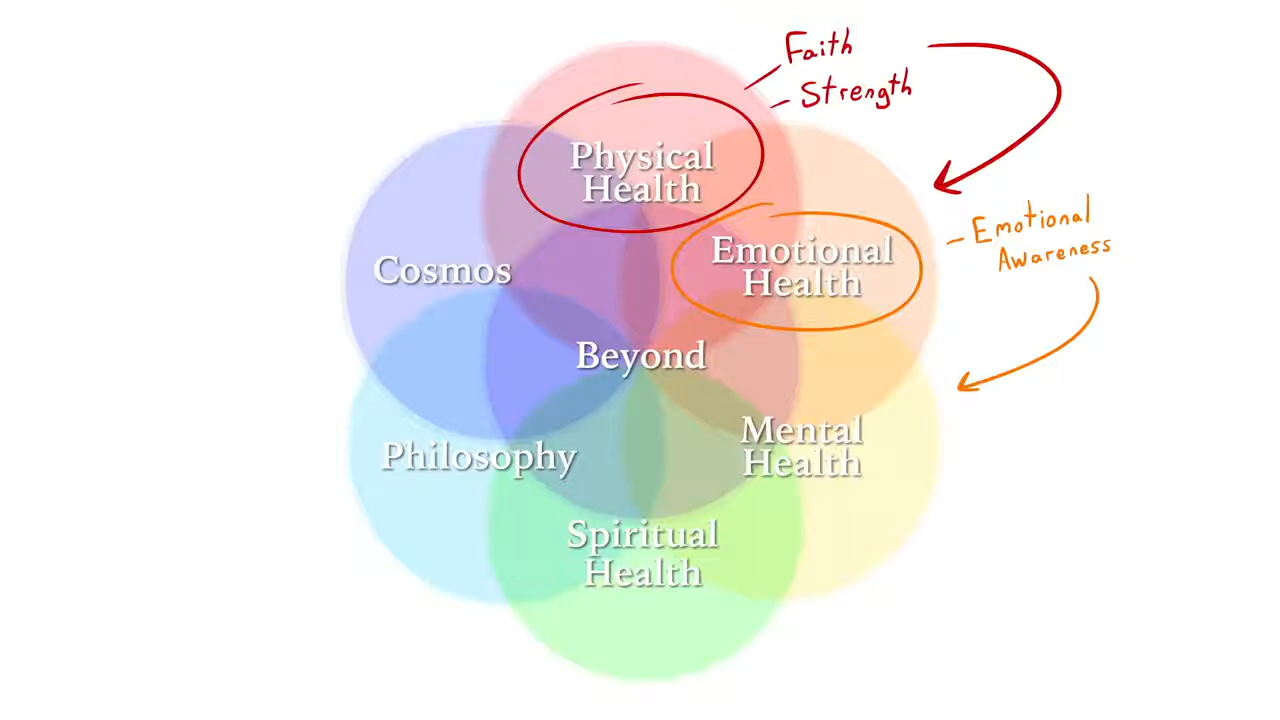 Faith
Strength
Physical
Health
Emotional
Awareness
Emotional
Health
Cosmos
Beyond
Mental
Health
Philosophy
Spiritual
Health